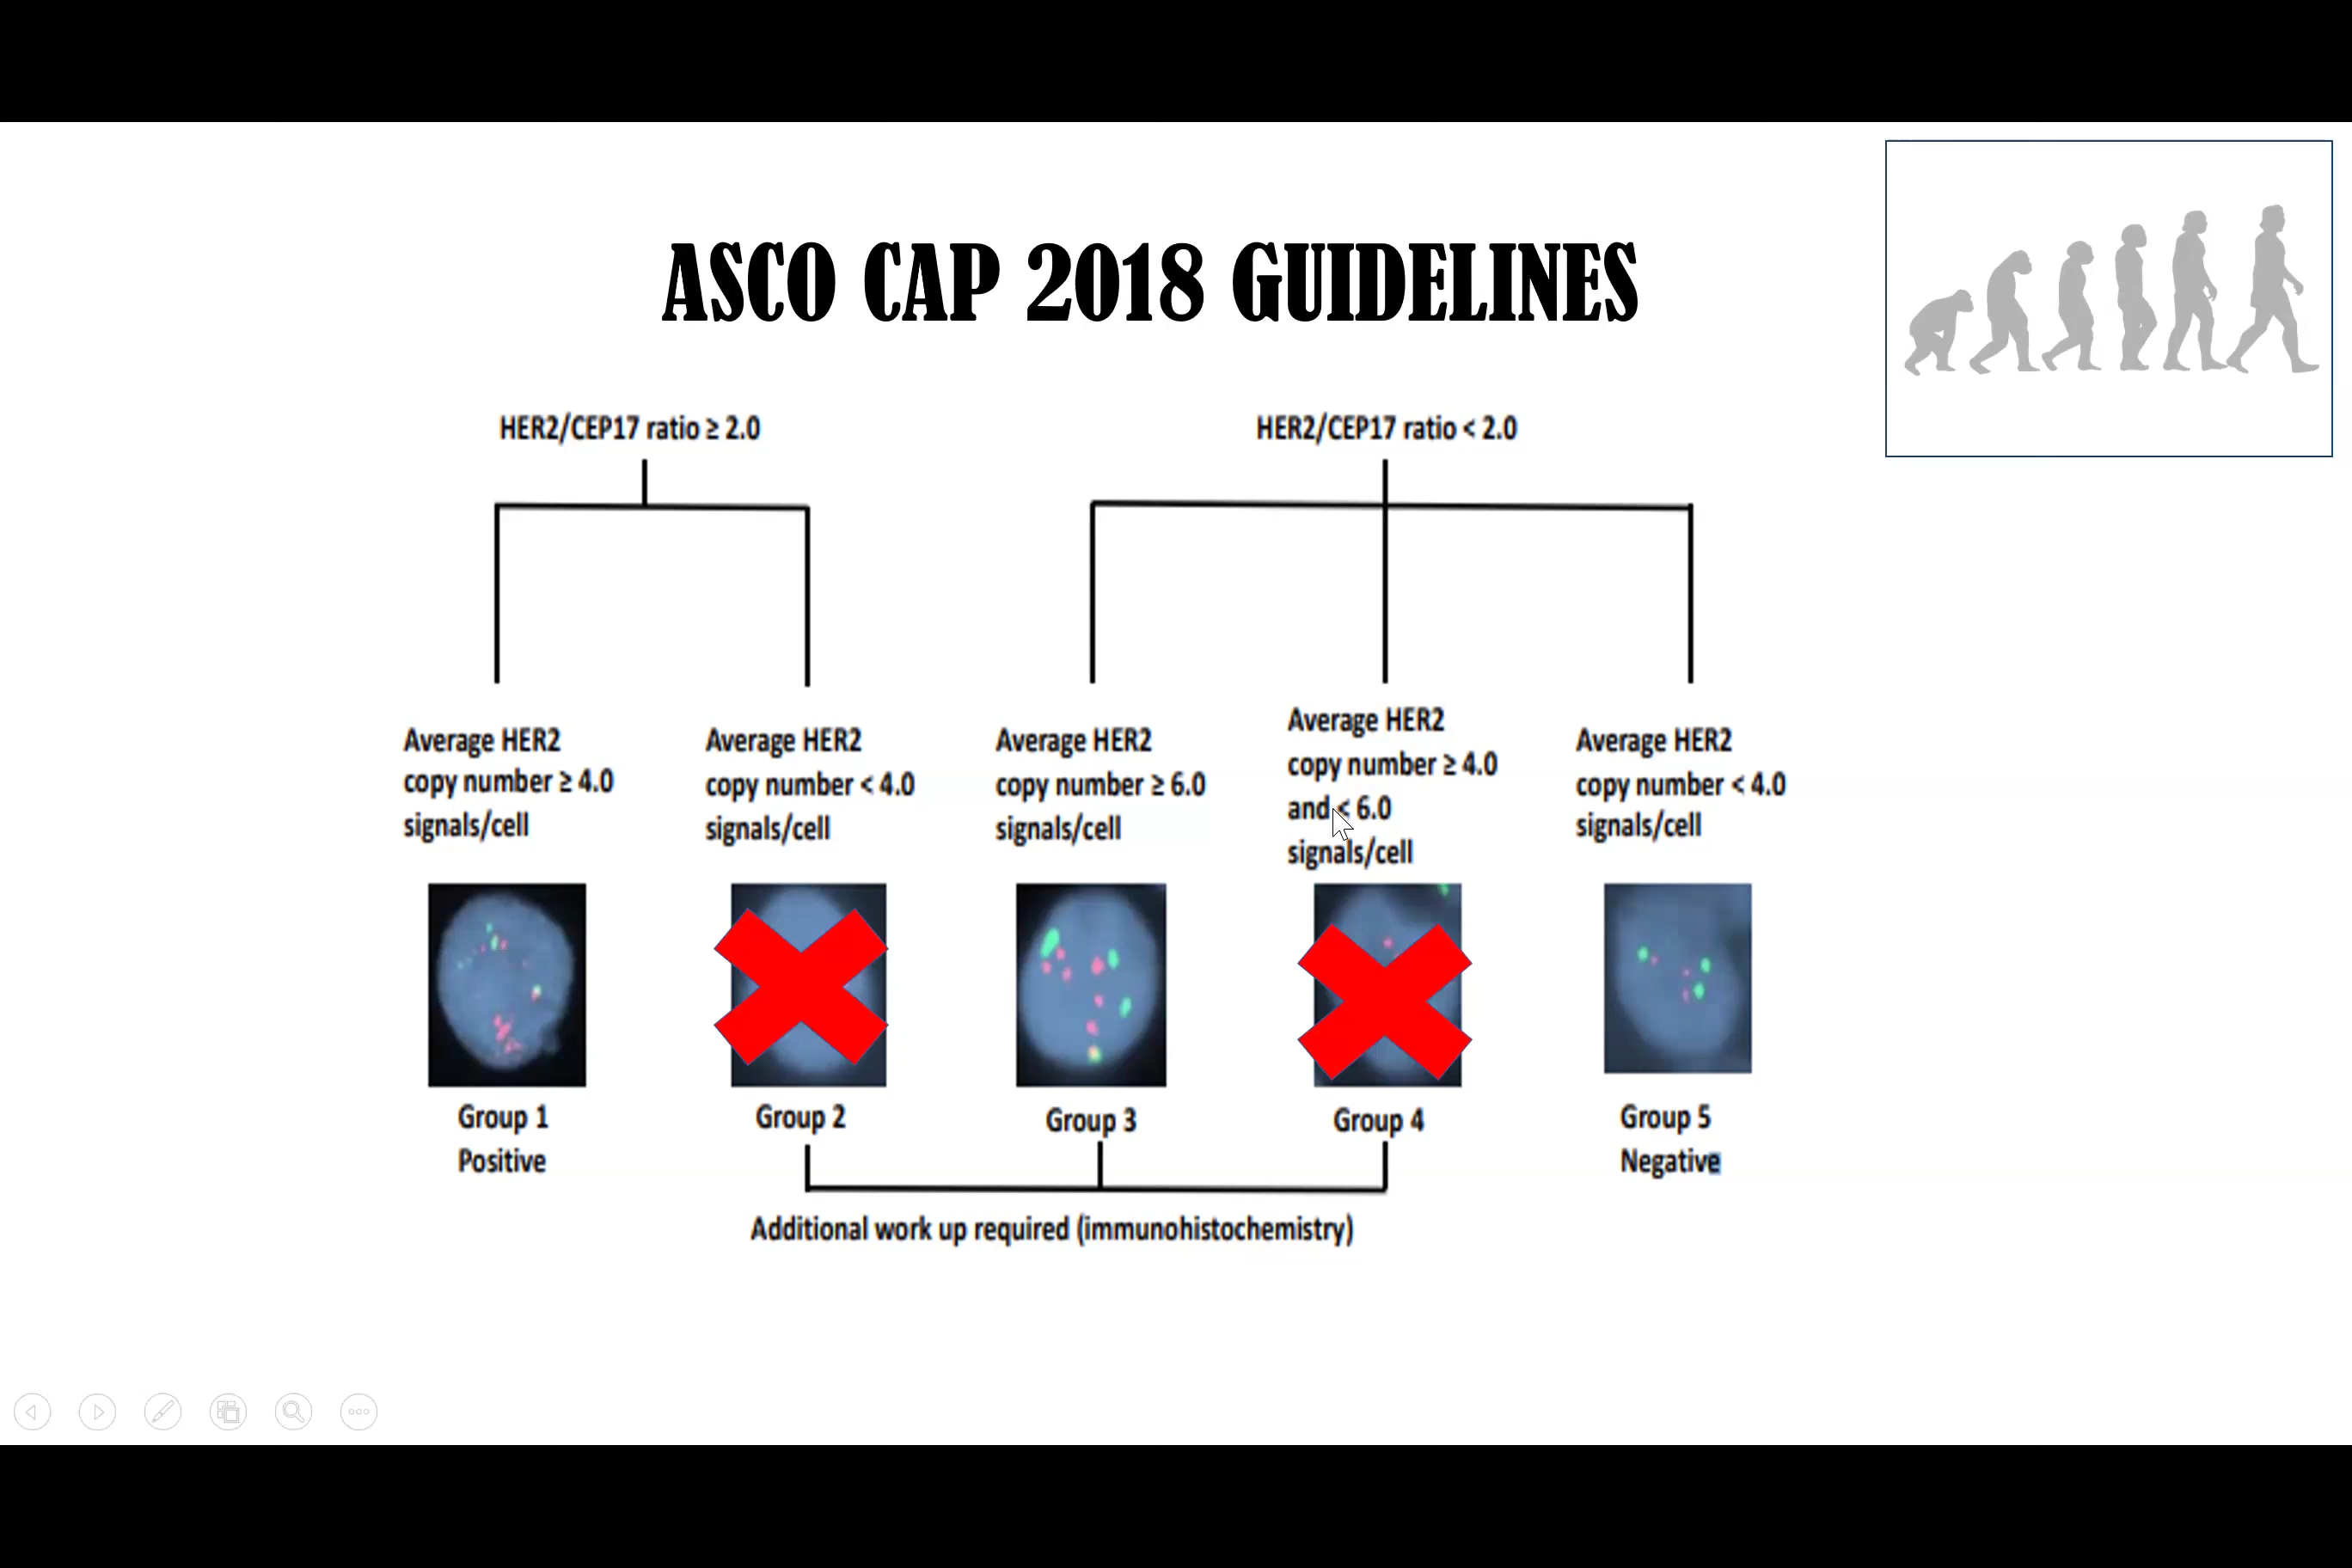 ASCO CAP 2018 GUIDELINES
HER2/CEP17 ratio ≥ 2.0
HER2/CEP17 ratio < 2.0
Average HER2
copy number ≥ 4.0
signals/cell
Average HER2
copy number < 4.0
signals/cell
Average HER2
copy number ≥ 6.0
signals/cell
Average HER2
copy number ≥ 4.0
and < 6.0
signals/cell
Average HER2
copy number < 4.0
signals/cell
Group 1
Positive
Group 2
Group 3
Group 4
Group 5
Negative
Additional work up required (immunohistochemistry)